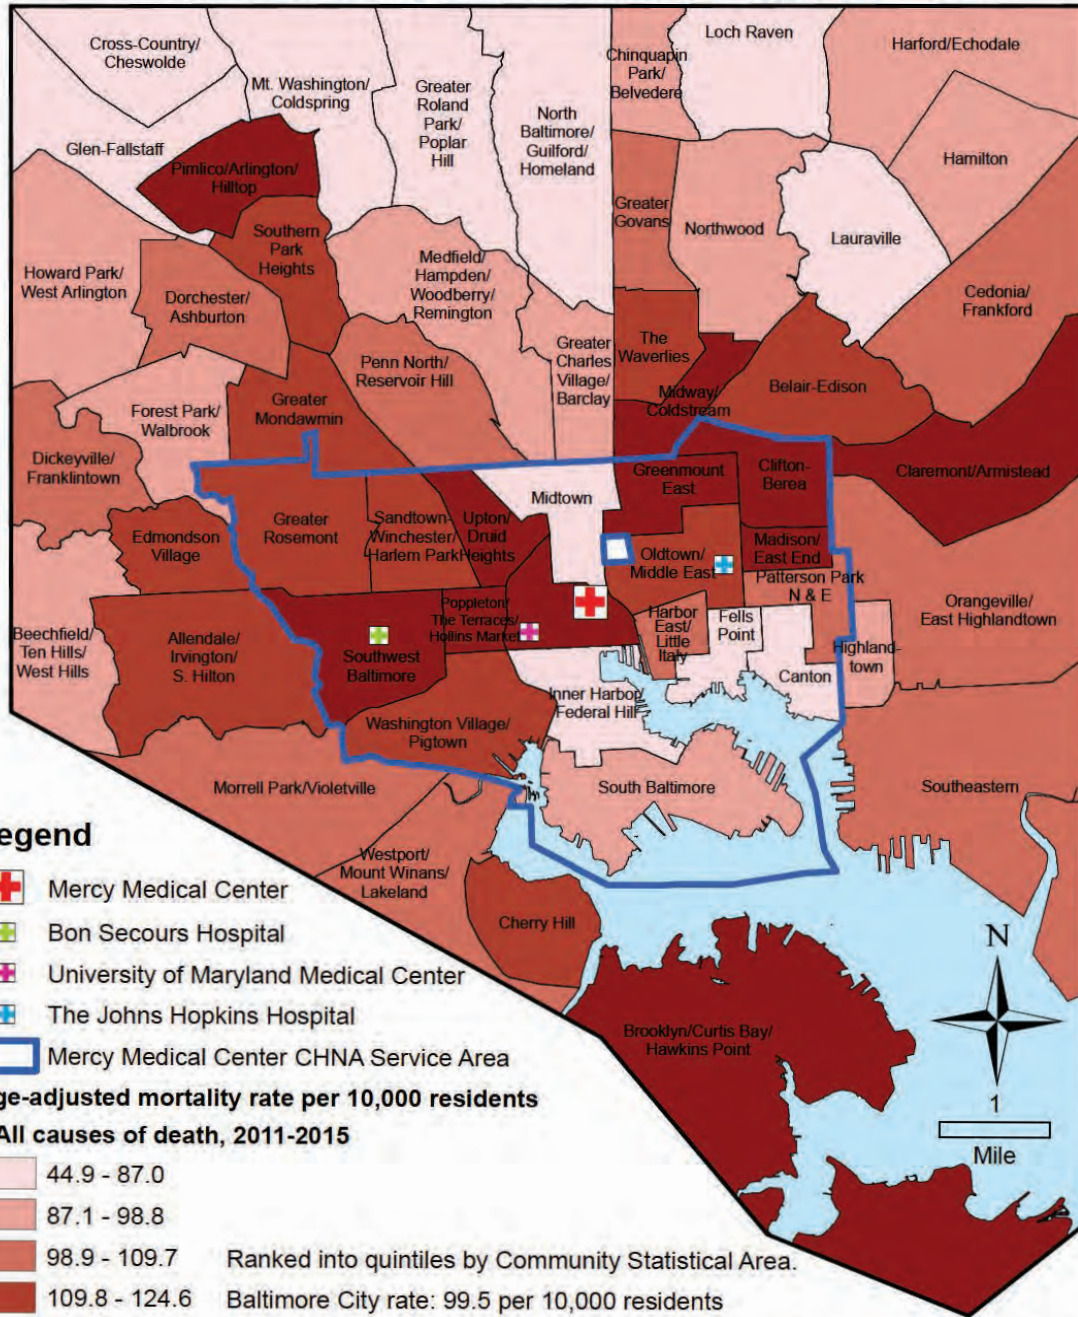 Cross-Country/
Cheswolde
Mt. Washington/
Coldspring
Greater
Roland
Park/
Poplar
Hill
North
Baltimore/
Guilford/
Homeland
Chinquapin
Park/
Belvedere
Loch Raven
Harford/Echodale
Glen-Fallstaff
Pimlico/Arlington/
Hilltop
Hamilton
Southern
Park
Heights
Greater
Govans
Northwood
Lauraville
Howard Park/
West Arlington
Dorchester/
Ashburton
Medfield/
Hampden/
Woodberry/
Remington
Cedonia/
Frankford
Penn North/
Reservoir Hill
Greater
Charles
Village/
Barclay
The
Waverlies
Midway/
Coldstream
Belair-Edison
Forest Park/
Walbrook
Greater
Mondawmin
Dickeyville/
Franklintown
Midtown
Greenmount
East
Clifton-
Berea
Claremont/Armistead
Edmondson
Village
Greater
Rosemont
Sandtown-
Winchester/
Harlem Park
Upton/
Druid
Heights
Oldtown/
Middle East
Madison/
East End
Patterson Park
N & E
Orangeville/
East Highlandtown
Beechfield/
Ten Hills/
West Hills
Allendale/
Irvington/
S. Hilton
Southwest
Baltimore
Poppleton/
The Terraces/
Hollins Market
Harbor
East/
Little
Italy
Fells
Point
Canton
Highland-
town
Inner Harbor/
Federal Hill
Washington Village/
Pigtown
Morrell Park/Violetville
South Baltimore
Southeastern
Westport/
Mount Winans/
Lakeland
Cherry Hill
Brooklyn/Curtis Bay/
Hawkins Point
N
1
Mile
egend
Mercy Medical Center
Bon Secours Hospital
University of Maryland Medical Center
The Johns Hopkins Hospital
Mercy Medical Center CHNA Service Area
ge-adjusted mortality rate per 10,000 residents
All causes of death, 2011-2015
44.9 - 87.0
87.1 - 98.8
98.9 - 109.7 Ranked into quintiles by Community Statistical Area.
109.8 - 124.6 Baltimore City rate: 99.5 per 10,000 residents